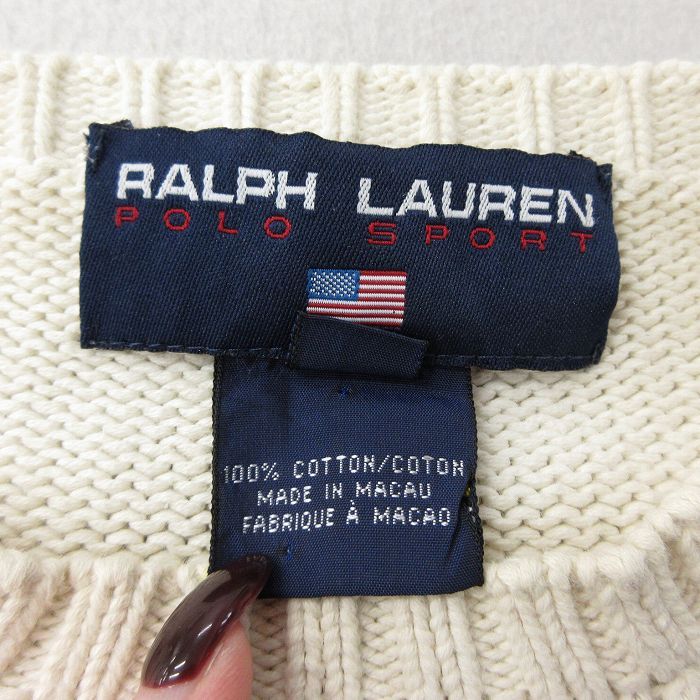 RALPH LAUREN
POLO SPORT
100% COTTON/COTON
MADE IN MACAU
FABRIQUE À MACAO